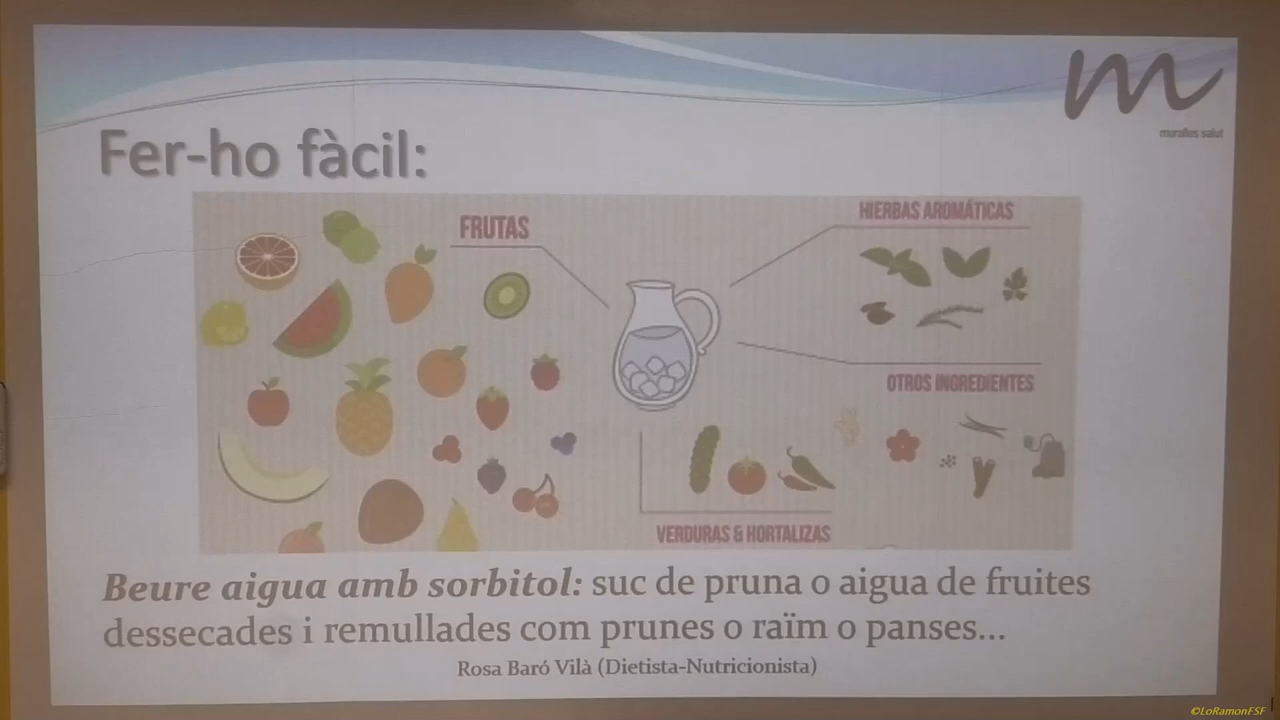 muralles salut
Fer-ho fàcil:
FRUTAS
HIERBAS AROMÁTICAS
OTROS INGREDIENTES
VERDURAS & HORTALIZAS
Beure aigua amb sorbitol: suc de pruna o aigua de fruites
dessecades i remullades com prunes o raïm o panses...
Rosa Baró Vilà (Dietista-Nutricionista)
©LoRamonFSF